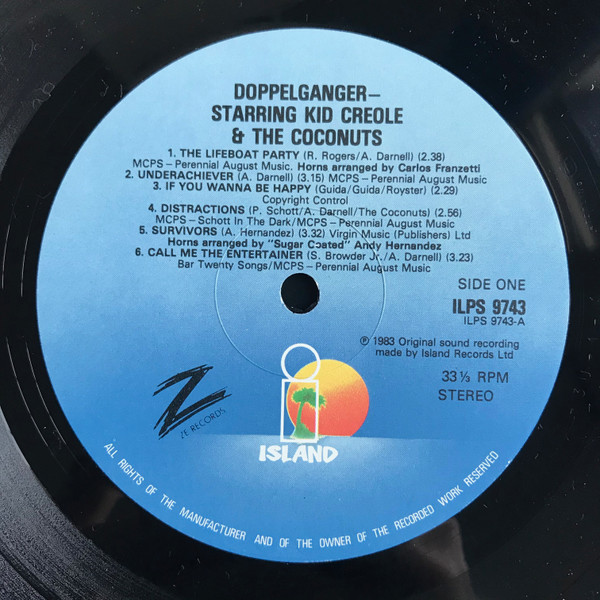 DOPPELGANGER—
STARRING KID CREOLE
& THE COCONUTS
1. THE LIFEBOAT PARTY (R. Rogers/A. Darnell) (2.38)
MCPS – Perennial August Music. Horns arranged by Carlos Franzetti
2. UNDERACHIEVER (A. Darnell) (3.15) MCPS – Perennial August Music
3. IF YOU WANNA BE HAPPY (Guida/Guida/Royster) (2.29)
Copyright Control
4. DISTRACTIONS (P. Schott/A. Darnell/The Coconuts) (2.56)
MCPS – Schott In The Dark/MCPS – Perennial August Music
5. SURVIVORS (A. Hernandez) (3.32) Virgin Music (Publishers) Ltd
Horns arranged by "Sugar Coated" Andy Hernandez
6. CALL ME THE ENTERTAINER (S. Browder Jr./A. Darnell) (3.23)
Bar Twenty Songs/MCPS – Perennial August Music
SIDE ONE
ILPS 9743
ILPS 9743-A
℗ 1983 Original sound recording
made by Island Records Ltd
33⅓ RPM
STEREO
Z
ZE RECORDS
i
ISLAND
ALL RIGHTS OF THE MANUFACTURER AND OF THE OWNER OF THE RECORDED WORK RESERVED